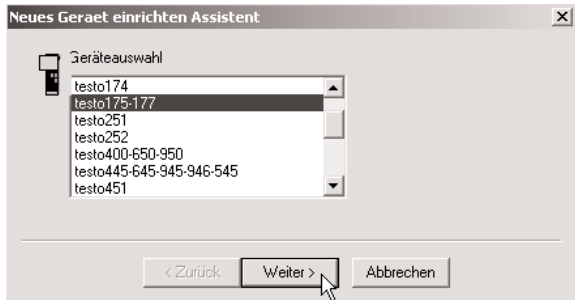 Neues Geraet einrichten Assistent
Geräteauswahl
testo174
testo175-177
testo251
testo252
testo400-650-950
testo445-645-945-946-545
testo451
< Zurück Weiter > Abbrechen